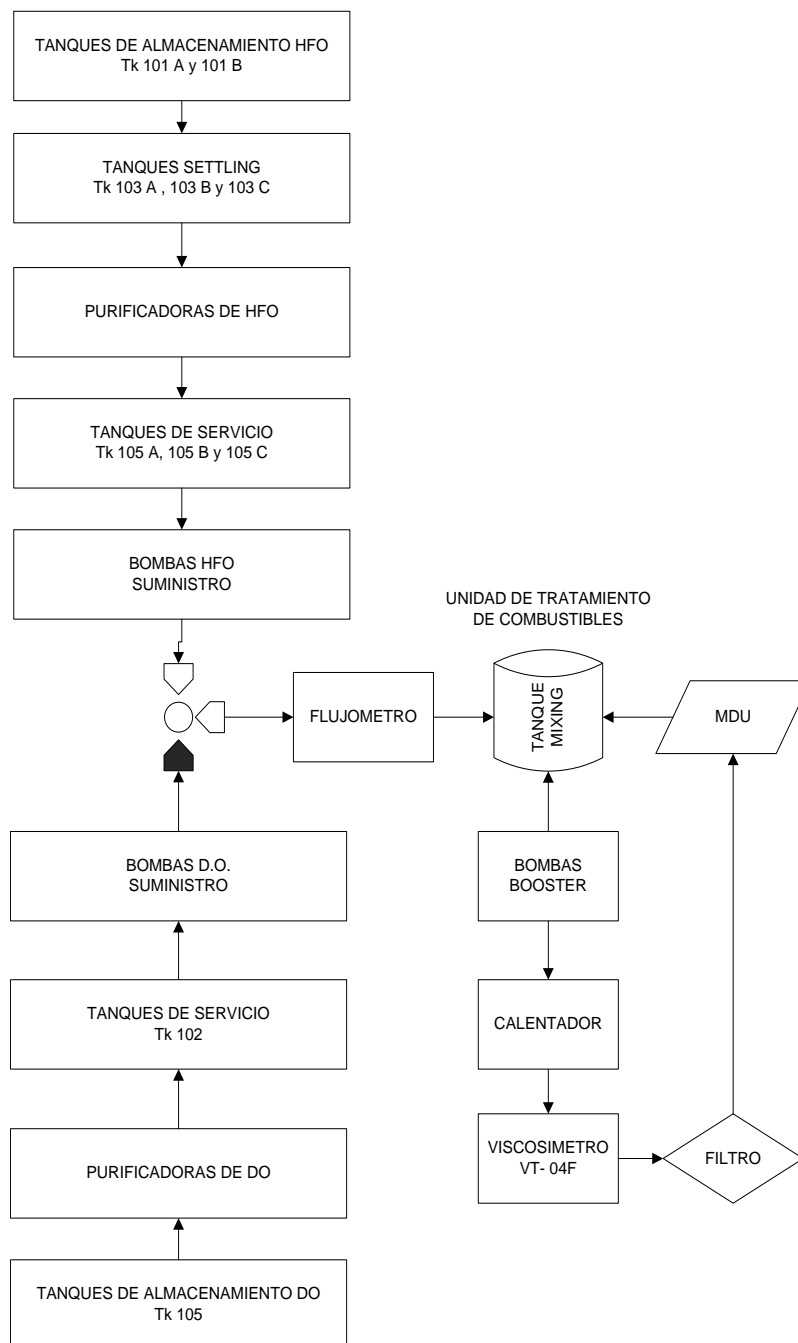 TANQUES DE ALMACENAMIENTO HFO
Tk 101 A y 101 B
TANQUES SETTLING
Tk 103 A , 103 B y 103 C
PURIFICADORAS DE HFO
TANQUES DE SERVICIO
Tk 105 A, 105 B y 105 C
BOMBAS HFO
SUMINISTRO
UNIDAD DE TRATAMIENTO
DE COMBUSTIBLES
FLUJOMETRO
TANQUE
MIXING
MDU
BOMBAS D.O.
SUMINISTRO
BOMBAS
BOOSTER
TANQUES DE SERVICIO
Tk 102
CALENTADOR
PURIFICADORAS DE DO
VISCOSIMETRO
VT- 04F
FILTRO
TANQUES DE ALMACENAMIENTO DO
Tk 105